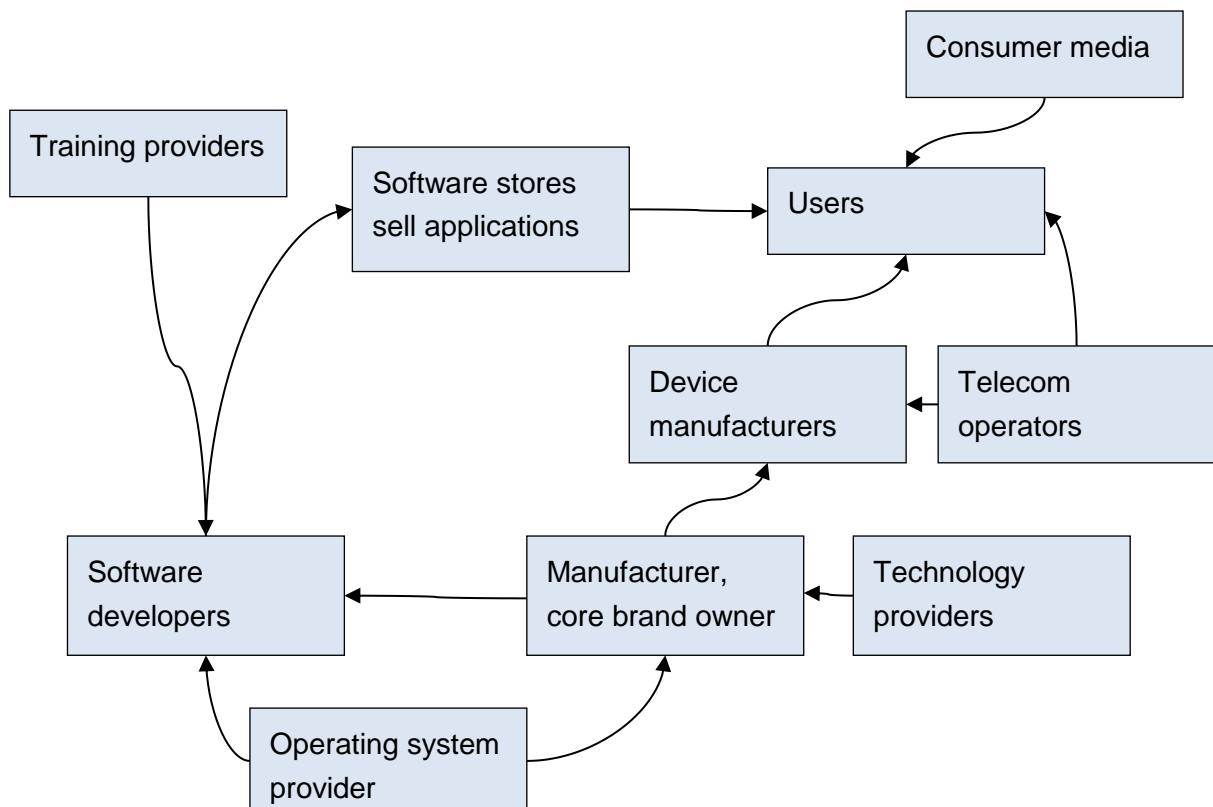 Consumer media
Training providers
Software stores
sell applications
Users
Device
manufacturers
Telecom
operators
Software
developers
Manufacturer,
core brand owner
Technology
providers
Operating system
provider